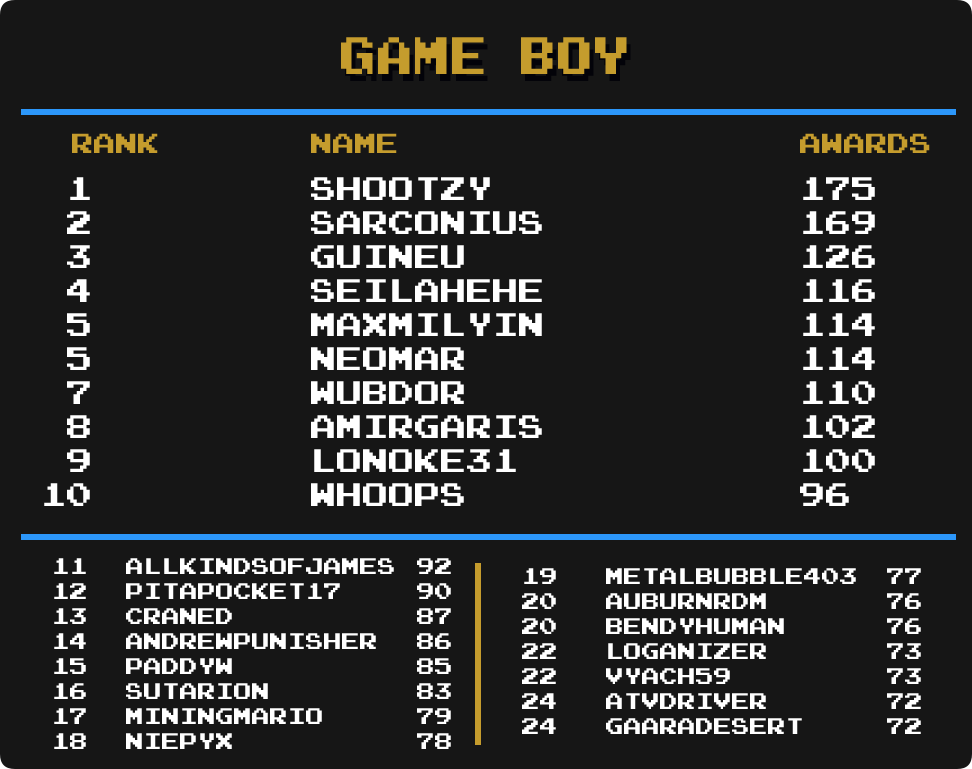 GAME BOY
RANK NAME AWARDS
1 SHOOTZY 175
2 SARCONIUS 169
3 GUINEU 126
4 SEILAHEHE 116
5 MAXMILYIN 114
5 NEOMAR 114
7 WUBDOR 110
8 AMIRGARIS 102
9 LONOKE31 100
10 WHOOPS 96
11 ALLKINDSOFJAMES 92
12 PITAPOCKET17 90
13 CRANED 87
14 ANDREWPUNISHER 86
15 PADDYW 85
16 SUTARION 83
17 MININGMARIO 79
18 NIEPYX 78
19 METALBUBBLE403 77
20 AUBURNRDM 76
20 BENDYHUMAN 76
22 LOGANIZER 73
22 VYACH59 73
24 ATVDRIVER 72
24 GAARADESERT 72